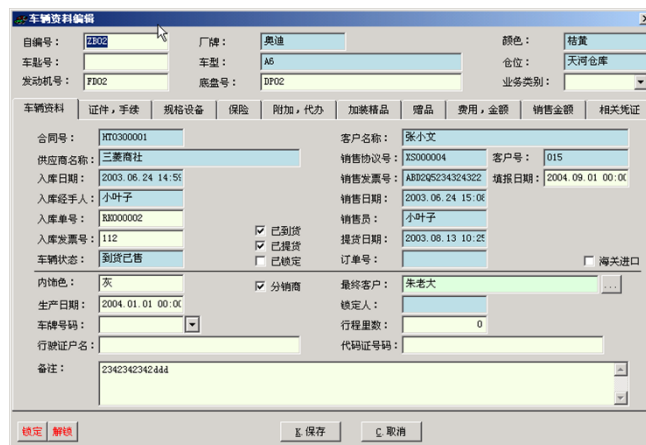 车辆资料编辑
自编号： ZB02 厂牌： 奥迪 颜色： 桔黄
车匙号： 车型： A6 仓位： 天河仓库
发动机号： FD02 底盘号： DP02 业务类别：
车辆资料 证件，手续 规格设备 保险 附加，代办 加装精品 赠品 费用，金额 销售金额 相关凭证
合同号： HT0300001 客户名称： 张小文
供应商名称： 三菱商社 销售协议号： XS000004 客户号： 015
入库日期： 2003.06.24 14:59 销售发票号： ABD2Q5234324322 填报日期： 2004.09.01 00:00
入库经手人： 小叶子 销售日期： 2003.06.24 15:08
入库单号： RK000002 已到货 销售员： 小叶子
入库发票号： 112 已提货 提货日期： 2003.08.13 10:25
车辆状态： 到货已售 已锁定 订单号： 海关进口
内饰色： 灰 分销商 最终客户： 朱老大 ...
生产日期： 2004.01.01 00:00 锁定人：
车牌号码： 行程里数： 0
行驶证户名： 代码证号码：
备注： 2342342342ddd
锁定 解锁 K.保存 C.取消